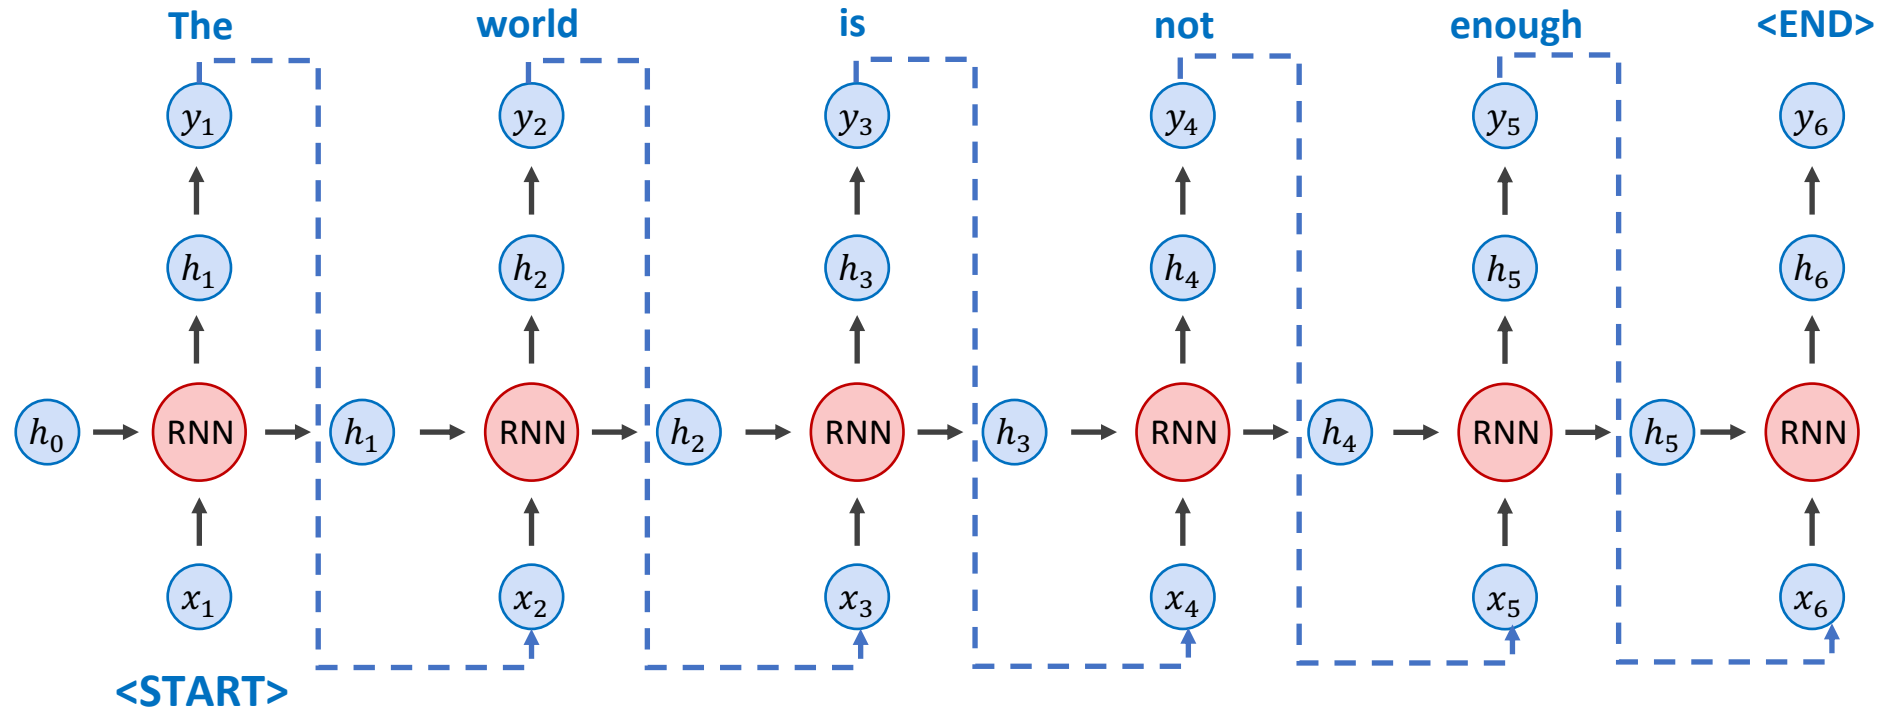 The world is not enough <END>
y₁ y₂ y₃ y₄ y₅ y₆
h₁ h₂ h₃ h₄ h₅ h₆
h₀ RNN h₁ RNN h₂ RNN h₃ RNN h₄ RNN h₅ RNN
x₁ x₂ x₃ x₄ x₅ x₆
<START>